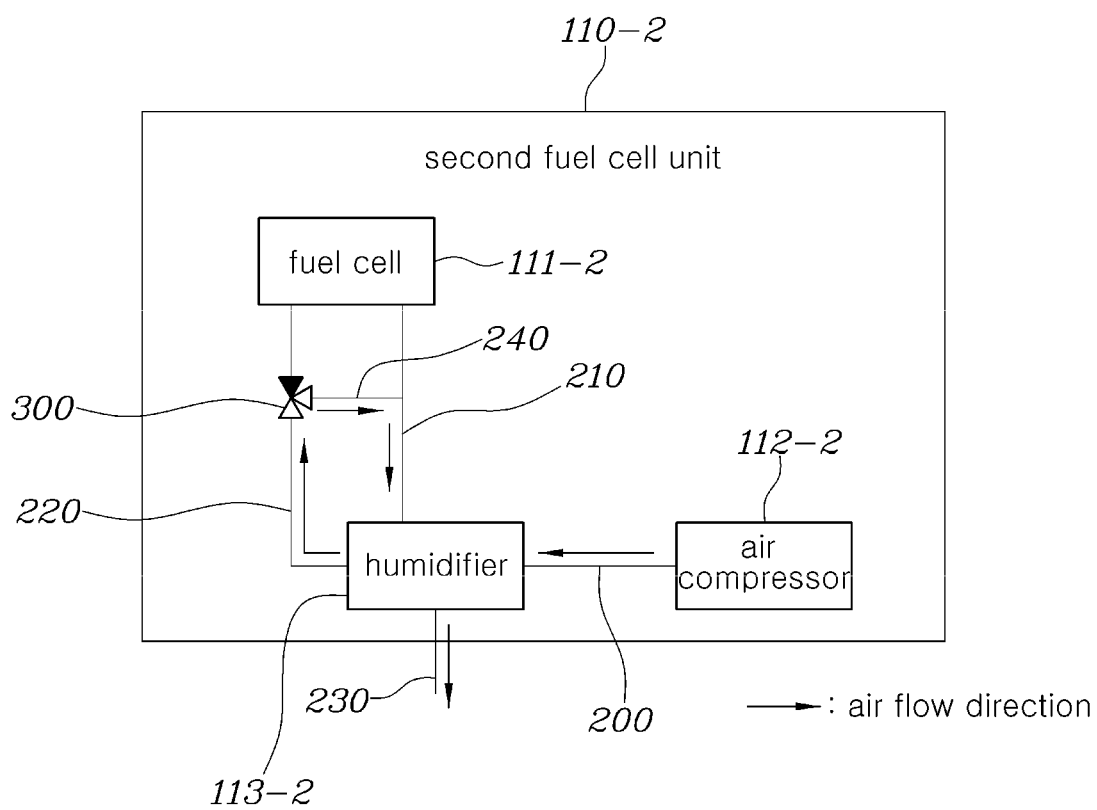 110-2
second fuel cell unit
fuel cell
111-2
240
210
300
112-2
220
humidifier
air
compressor
230
200
: air flow direction
113-2